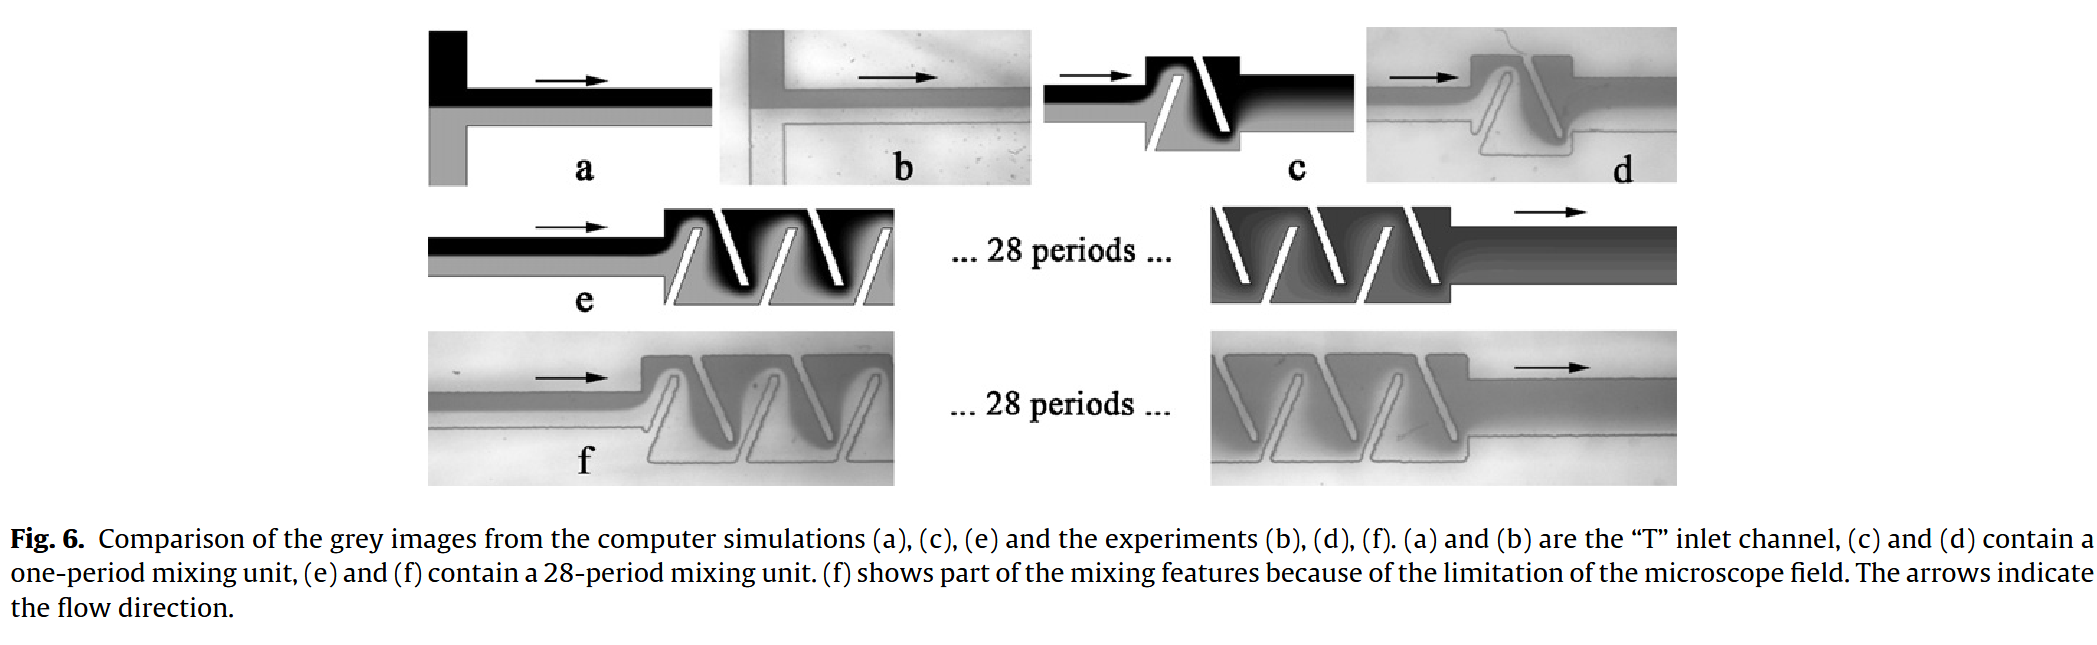 a
b
c
d
... 28 periods ...
e
... 28 periods ...
f
Fig. 6. Comparison of the grey images from the computer simulations (a), (c), (e) and the experiments (b), (d), (f). (a) and (b) are the “T” inlet channel, (c) and (d) contain a
one-period mixing unit, (e) and (f) contain a 28-period mixing unit. (f) shows part of the mixing features because of the limitation of the microscope field. The arrows indicate
the flow direction.